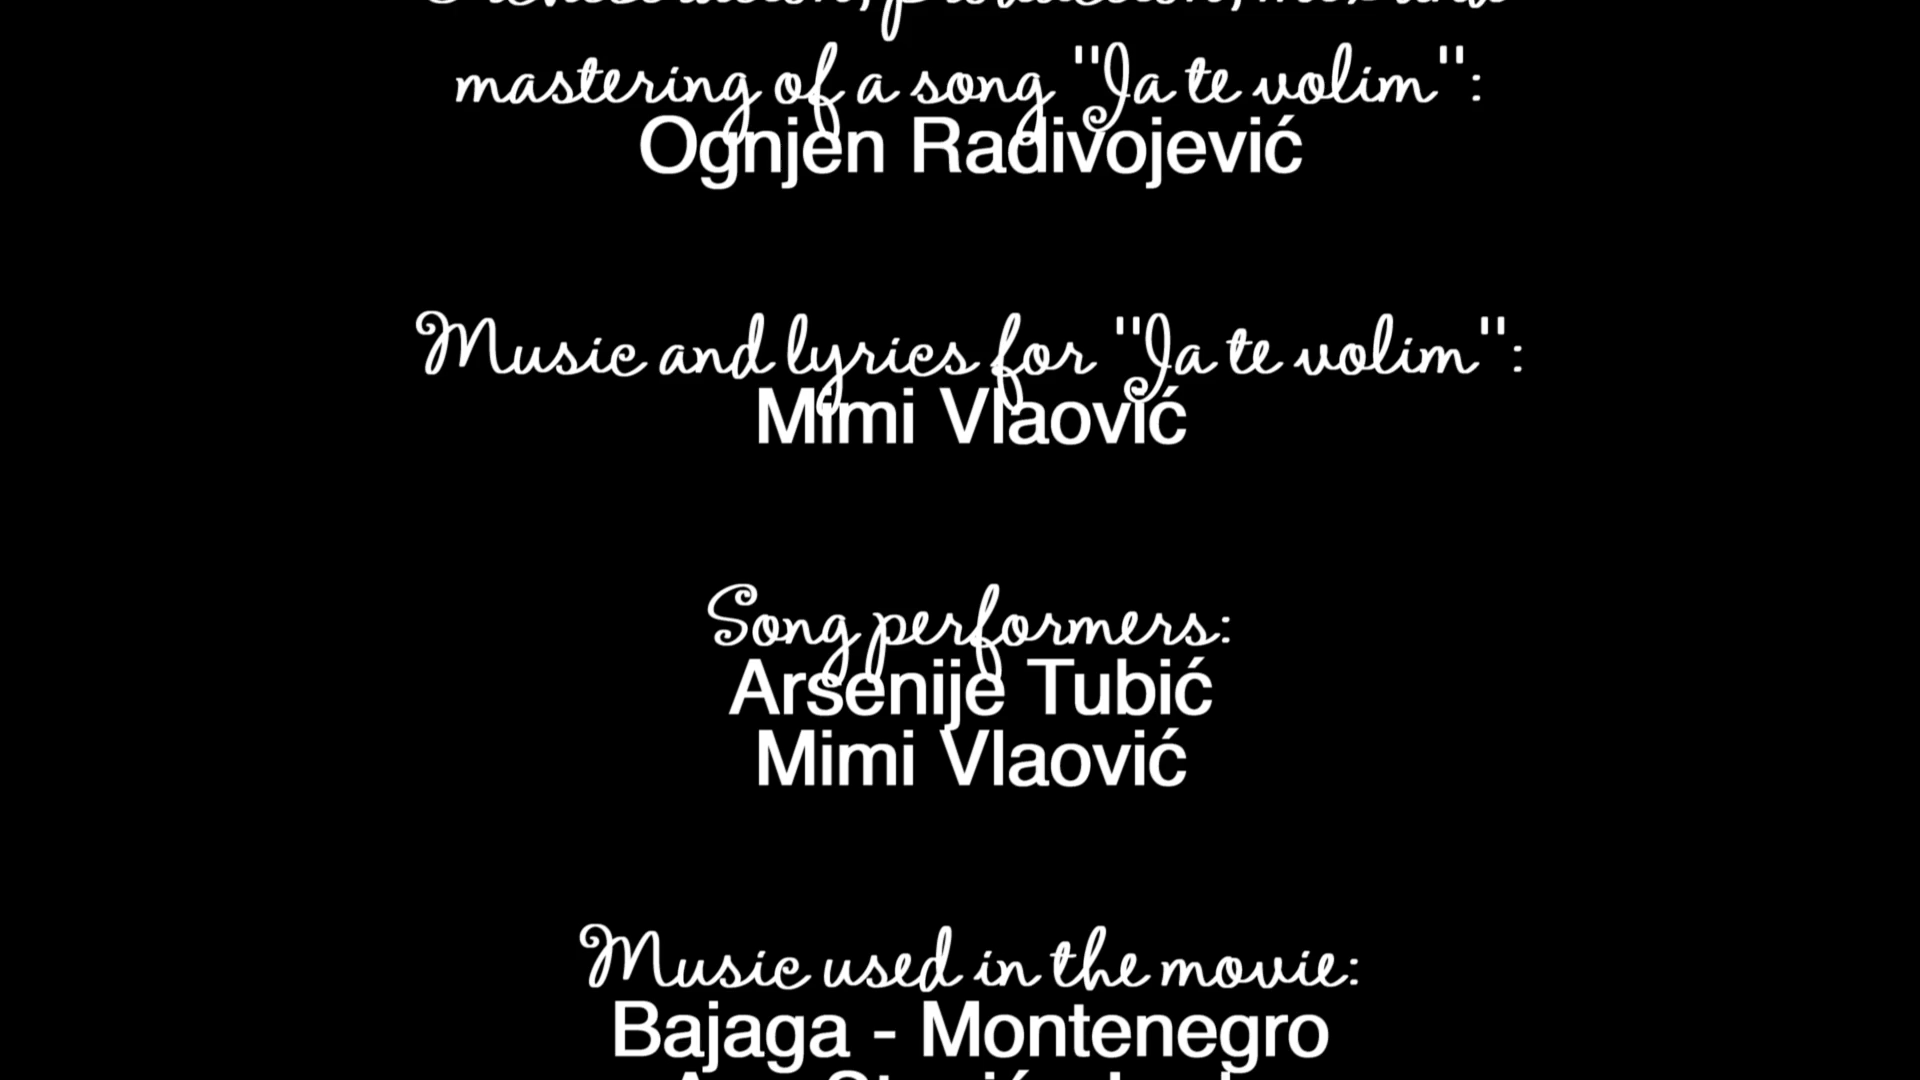 mastering of a song "Ja te volim":
Ognjen Radivojević
Music and lyrics for "Ja te volim":
Mimi Vlaović
Song performers:
Arsenije Tubić
Mimi Vlaović
Music used in the movie:
Bajaga - Montenegro